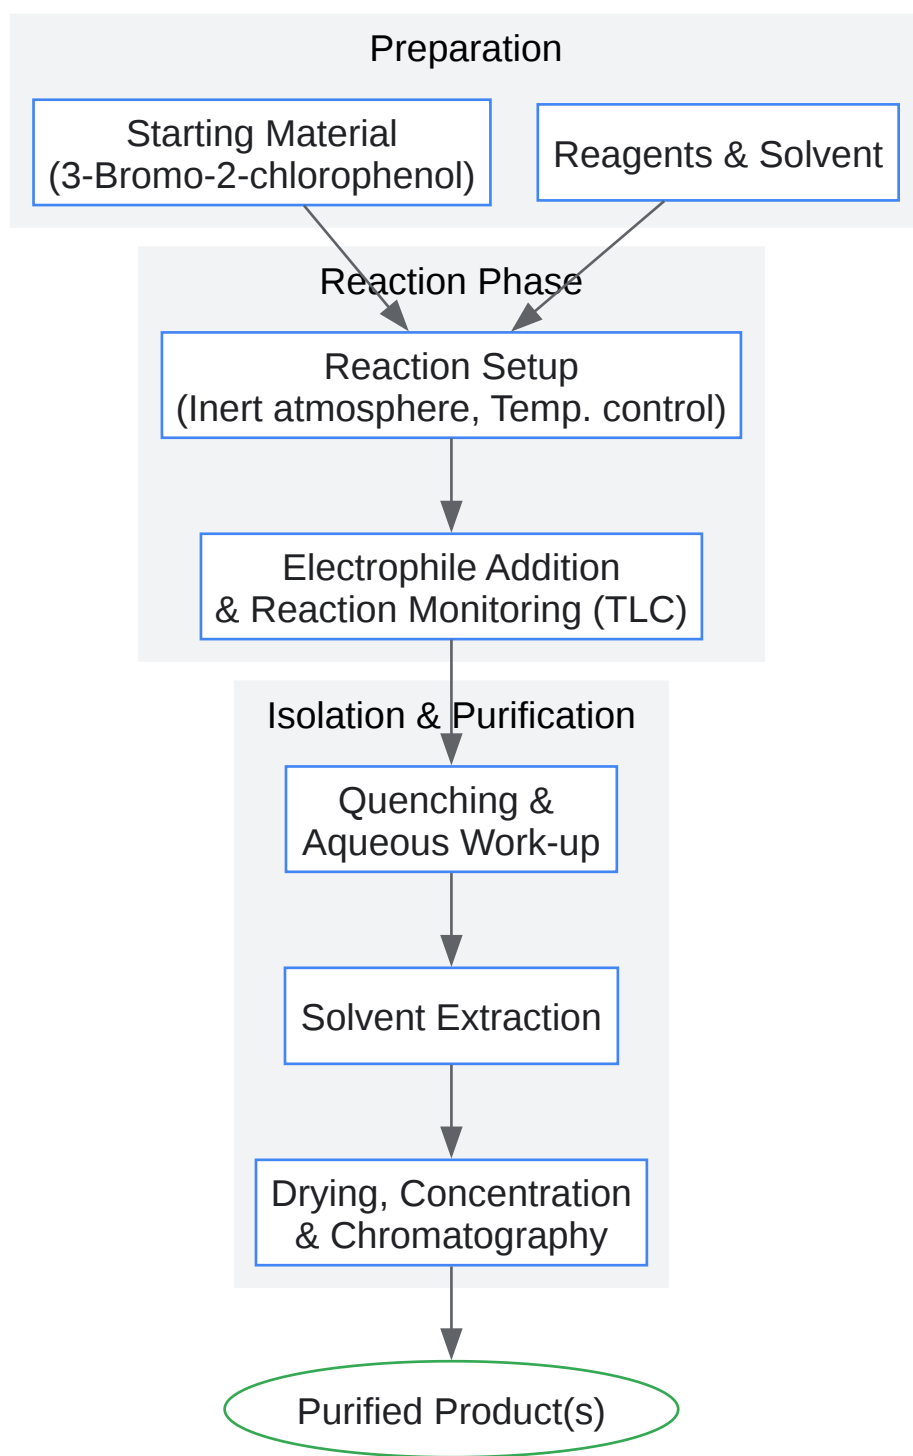 Preparation
Starting Material
(3-Bromo-2-chlorophenol)
Reagents & Solvent
Reaction Phase
Reaction Setup
(Inert atmosphere, Temp. control)
Electrophile Addition
& Reaction Monitoring (TLC)
Isolation & Purification
Quenching &
Aqueous Work-up
Solvent Extraction
Drying, Concentration
& Chromatography
Purified Product(s)